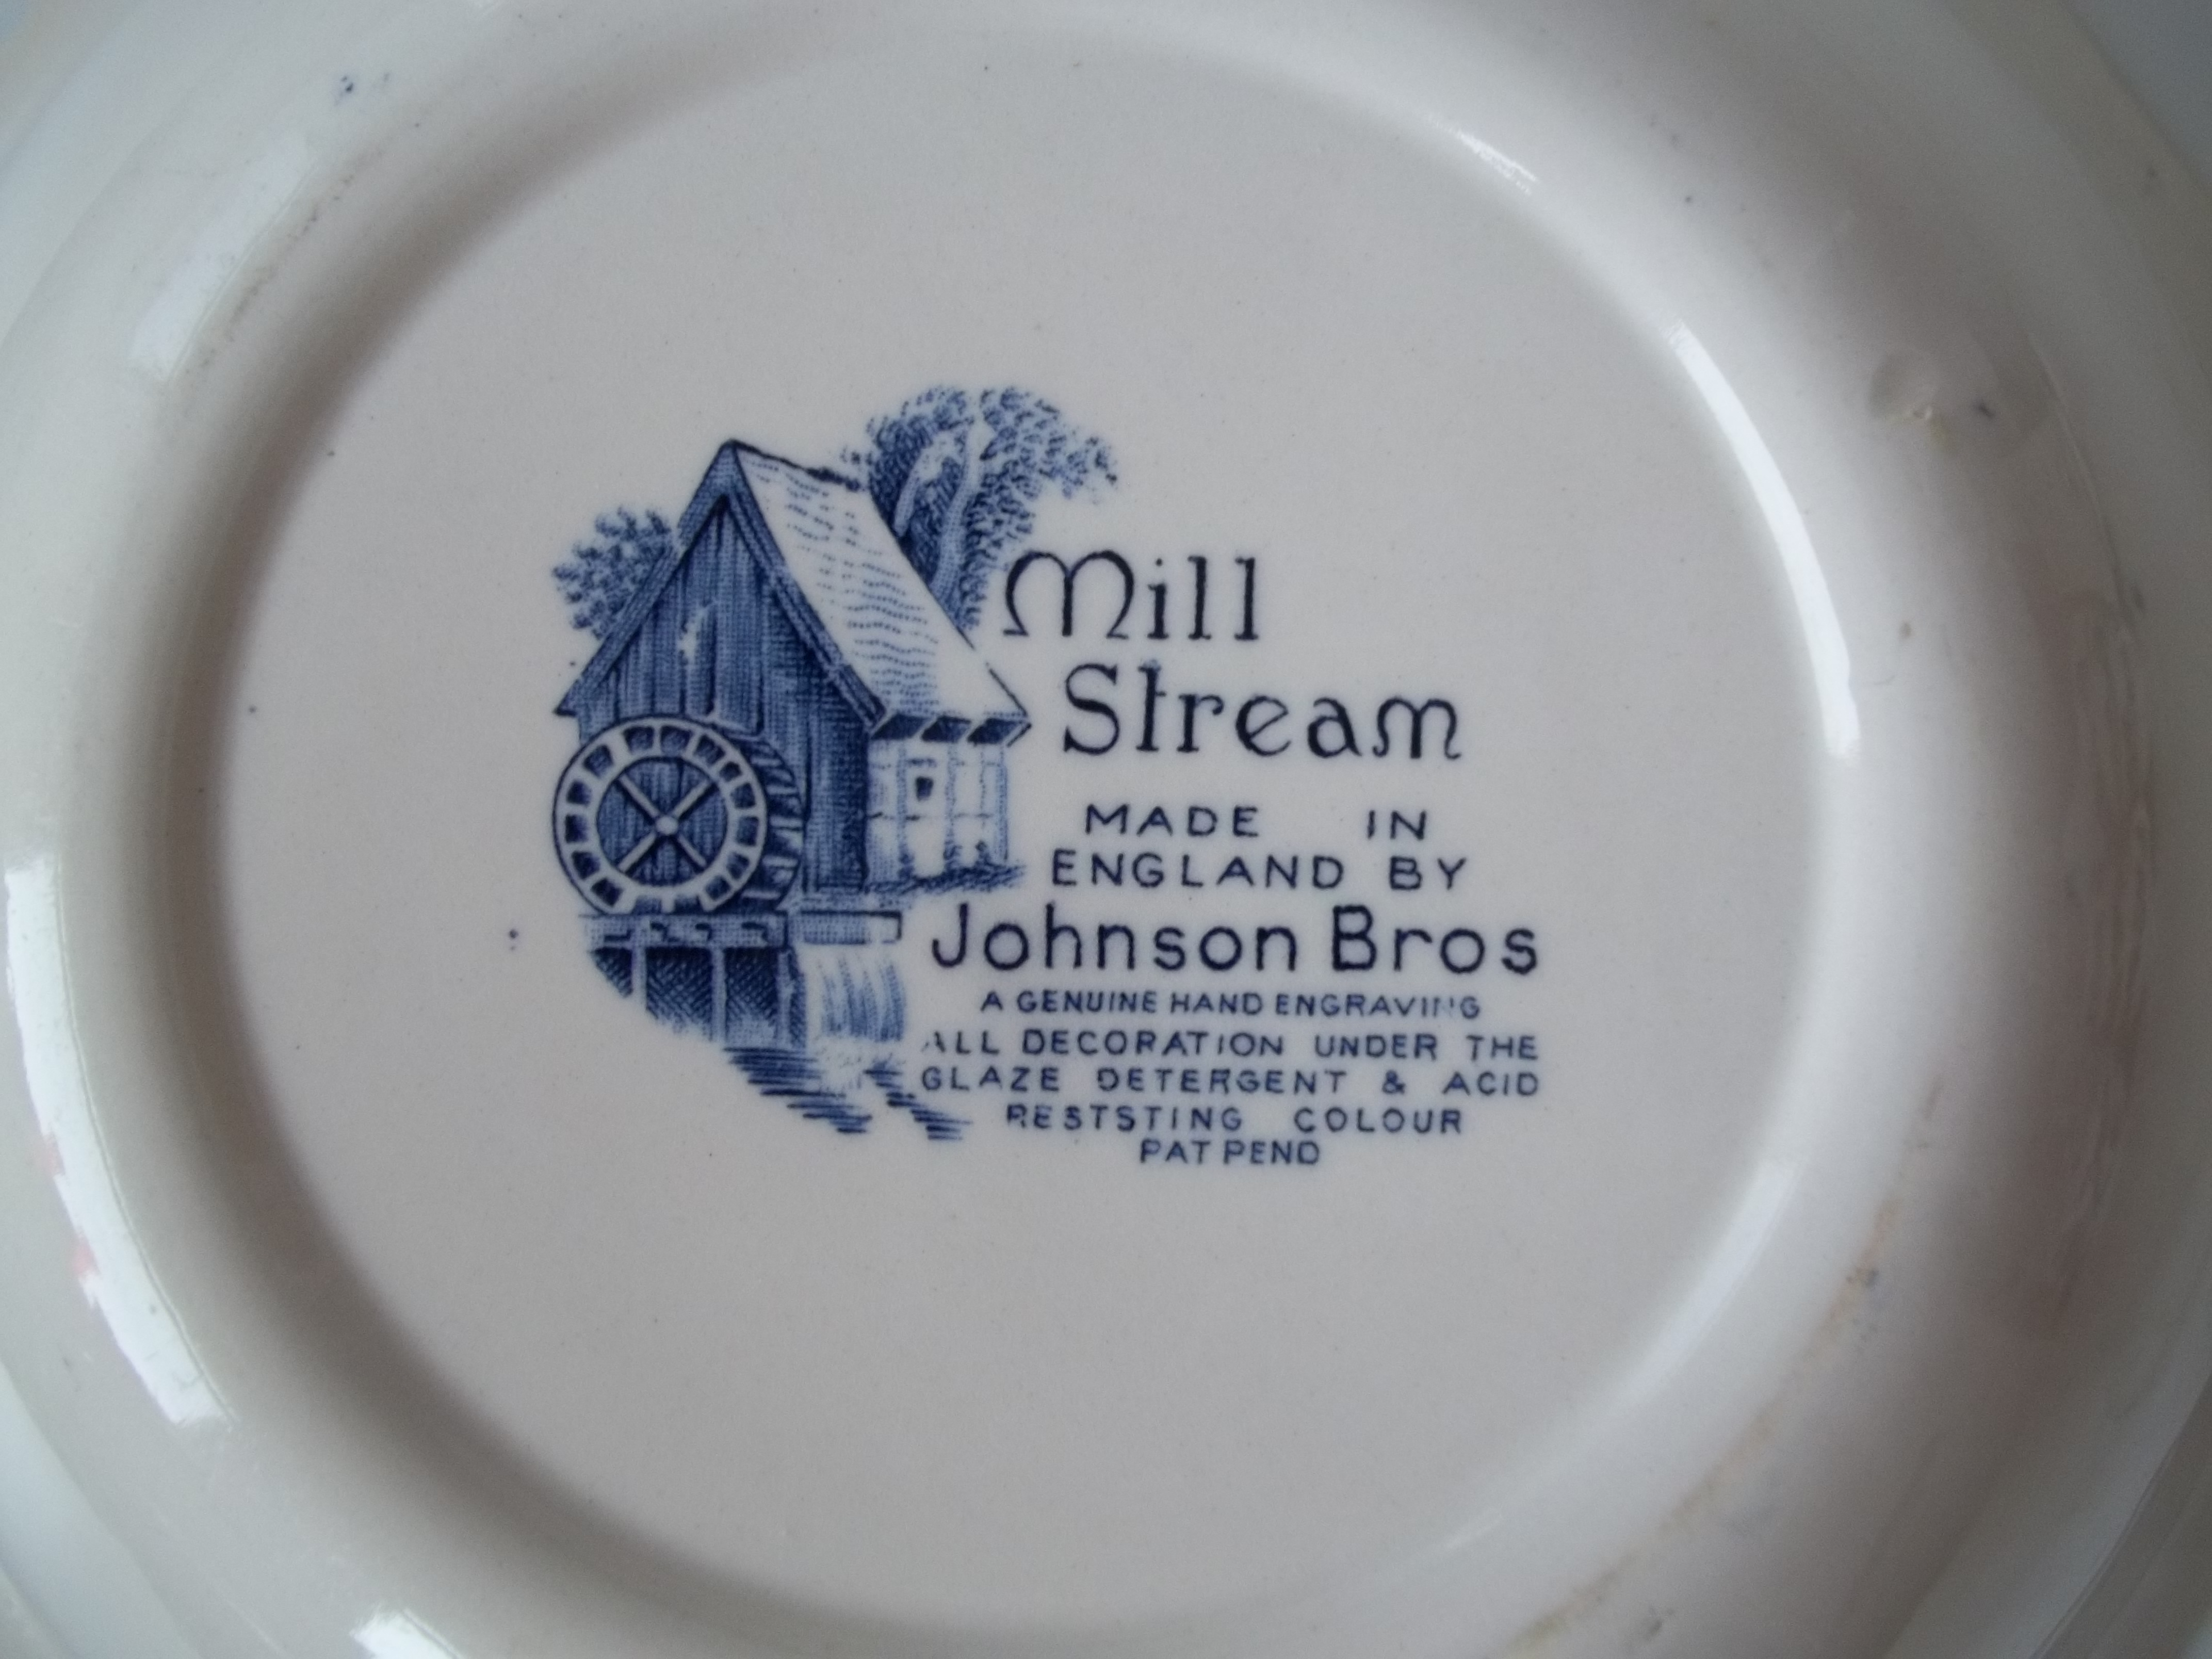 Mill
Stream
MADE IN
ENGLAND BY
Johnson Bros
A GENUINE HAND ENGRAVING
ALL DECORATION UNDER THE
GLAZE DETERGENT & ACID
RESTSTING COLOUR
PAT PEND